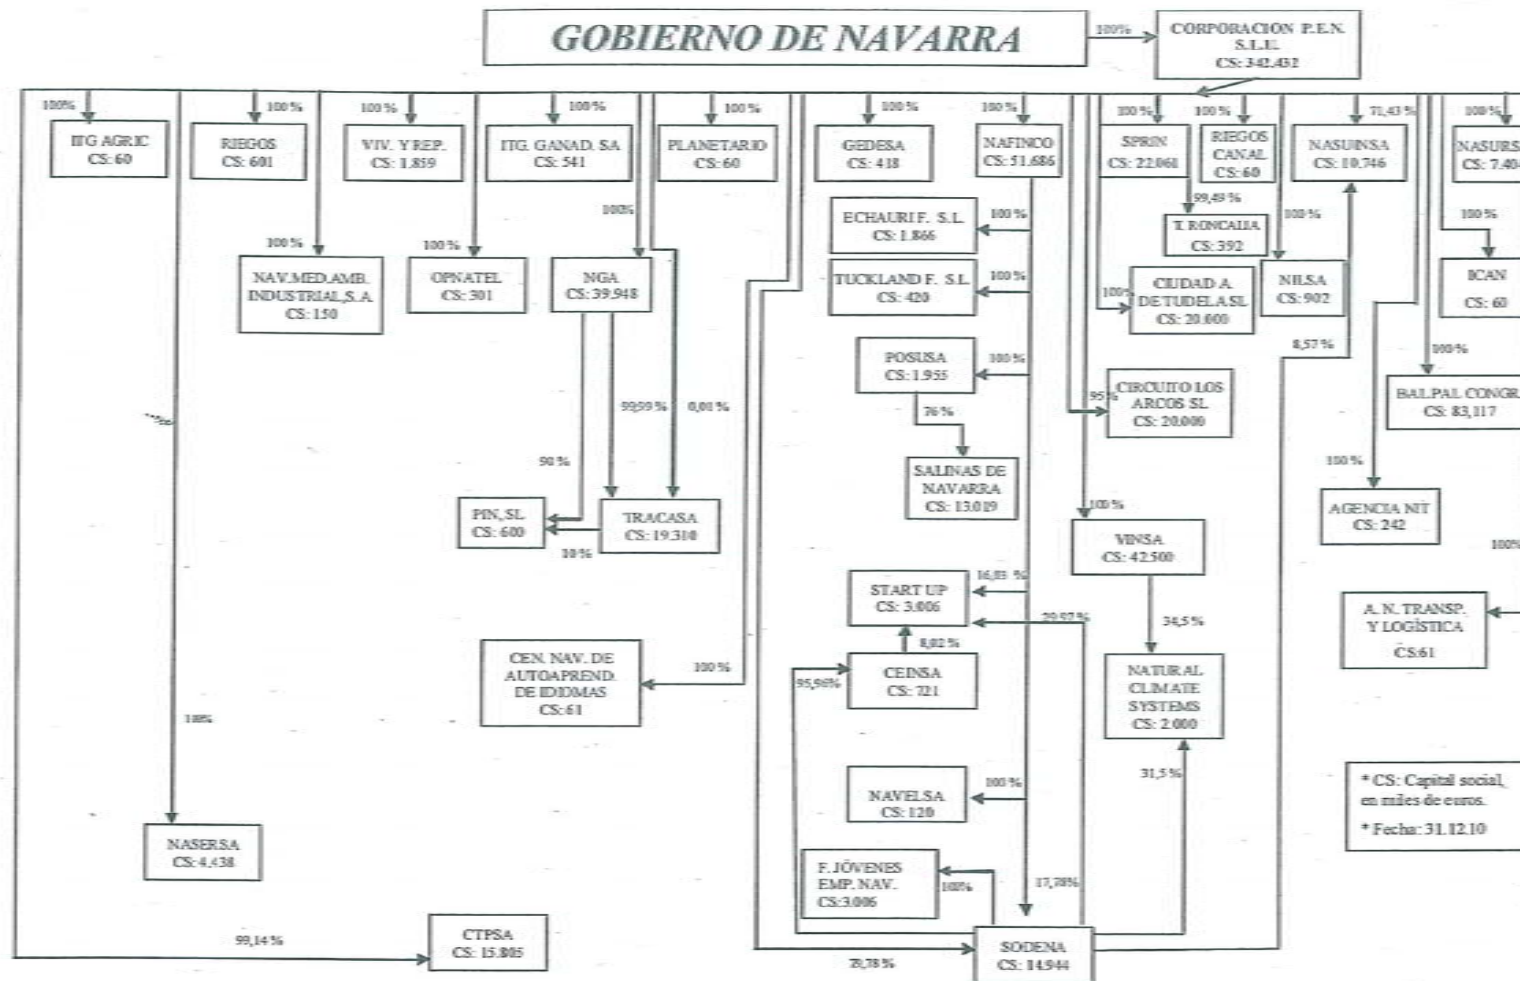 GOBIERNO DE NAVARRA
100%
CORPORACIÓN P.E.N.
S.L.U.
CS: 342.432
100%
ITG AGRIC
CS: 60
100 %
RIEGOS
CS: 601
100 %
VIV. Y REP.
CS: 1.859
100 %
ITG. GANAD. SA
CS: 541
100 %
PLANETARIO
CS: 60
100 %
GEDESA
CS: 418
100 %
NAFINCO
CS: 51.686
100 %
SPRIN
CS: 22.061
100 %
RIEGOS
CANAL
CS: 60
71,43 %
NASUINSA
CS: 10.746
100 %
NASURSA
CS: 7.404
99,49 %
T. RONCALIA
CS: 392
100%
100 %
ECHAURI F. S.L.
CS: 1.866
100 %
TUCKLAND F. S.L.
CS: 420
100 %
NAV.MED.AMB.
INDUSTRIAL,S.A
CS: 150
100 %
OPNATEL
CS: 301
NGA
CS: 39.948
100%
CIUDAD A.
DE TUDELA SL
CS: 20.000
100 %
NILSA
CS: 902
100 %
ICAN
CS: 60
8,57 %
100 %
POSUSA
CS: 1.955
76 %
SALINAS DE
NAVARRA
CS: 13.019
95 %
CIRCUITO LOS
ARCOS SL
CS: 20.000
100%
BAL.PAL CONGR.
CS: 83,117
99,99 %
0,01 %
90 %
PIN, SL
CS: 600
10 %
TRACASA
CS: 19.310
100 %
VINSA
CS: 42.500
100 %
AGENCIA NIT
CS: 242
100%
A. N. TRANSP.
Y LOGÍSTICA
CS:61
16,83 %
START UP
CS: 3.006
29,97%
8,02 %
34,5 %
CEN. NAV. DE
AUTOAPREND.
DE IDIOMAS
CS: 61
100 %
95,96%
CEINSA
CS: 721
NATURAL
CLIMATE
SYSTEMS
CS: 2.000
31,5 %
100%
NASERSA
CS: 4.438
100 %
NAVELSA
CS: 120
F. JÓVENES
EMP. NAV.
CS:3.006
100%
17,78%
* CS: Capital social,
en miles de euros.
* Fecha: 31.12.10
99,14 %
CTPSA
CS: 15.805
79,78 %
SODENA
CS: 14.944